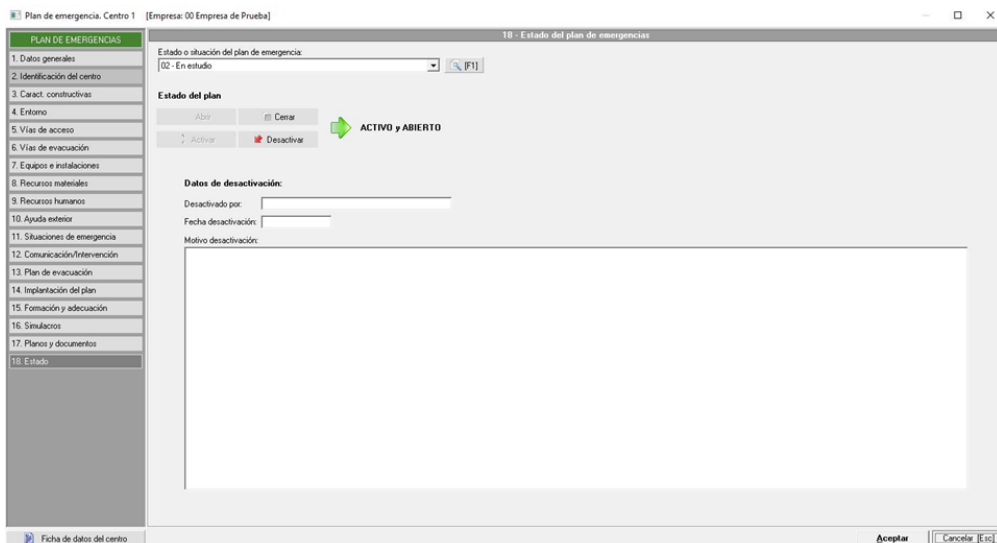 Plan de emergencia. Centro 1 [Empresa: 00 Empresa de Prueba]
PLAN DE EMERGENCIAS
1. Datos generales
2. Identificación del centro
3. Caract. constructivas
4. Entorno
5. Vías de acceso
6. Vías de evacuación
7. Equipos e instalaciones
8. Recursos materiales
9. Recursos humanos
10. Ayuda exterior
11. Situaciones de emergencia
12. Comunicación/Intervención
13. Plan de evacuación
14. Implantación del plan
15. Formación y adecuación
16. Simulacros
17. Planos y documentos
18. Estado
Ficha de datos del centro
18 - Estado del plan de emergencias
Estado o situación del plan de emergencia:
02 - En estudio
[F1]
Estado del plan
Abrir
Cerrar
Activar
Desactivar
ACTIVO y ABIERTO
Datos de desactivación:
Desactivado por:
Fecha desactivación:
Motivo desactivación:
Aceptar
Cancelar [Esc]